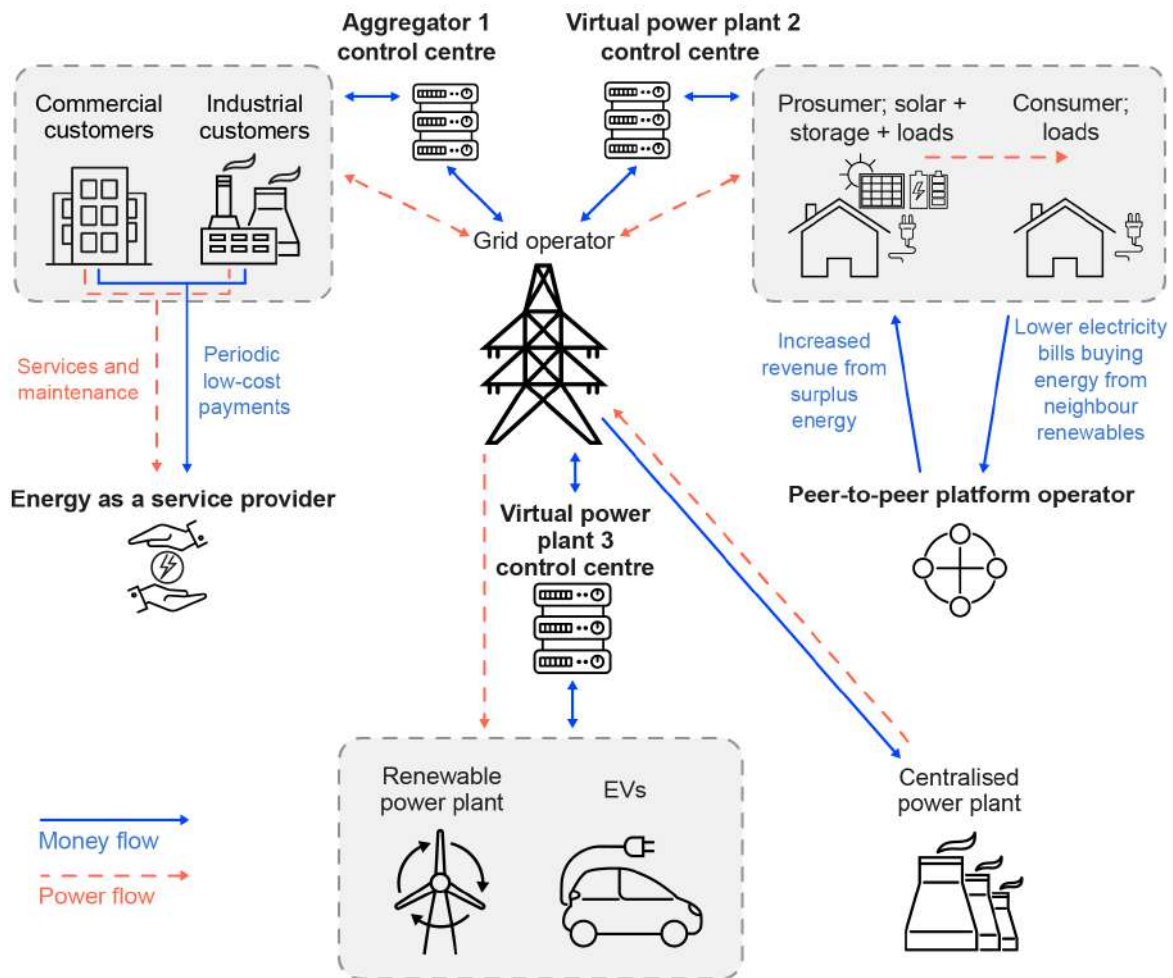 Aggregator 1
control centre
Virtual power plant 2
control centre
Commercial
customers
Industrial
customers
Prosumer; solar +
storage + loads
Consumer;
loads
Grid operator
Services and
maintenance
Periodic
low-cost
payments
Increased
revenue from
surplus
energy
Lower electricity
bills buying
energy from
neighbour
renewables
Energy as a service provider
Virtual power
plant 3
control centre
Peer-to-peer platform operator
Renewable
power plant
EVs
Centralised
power plant
Money flow
Power flow